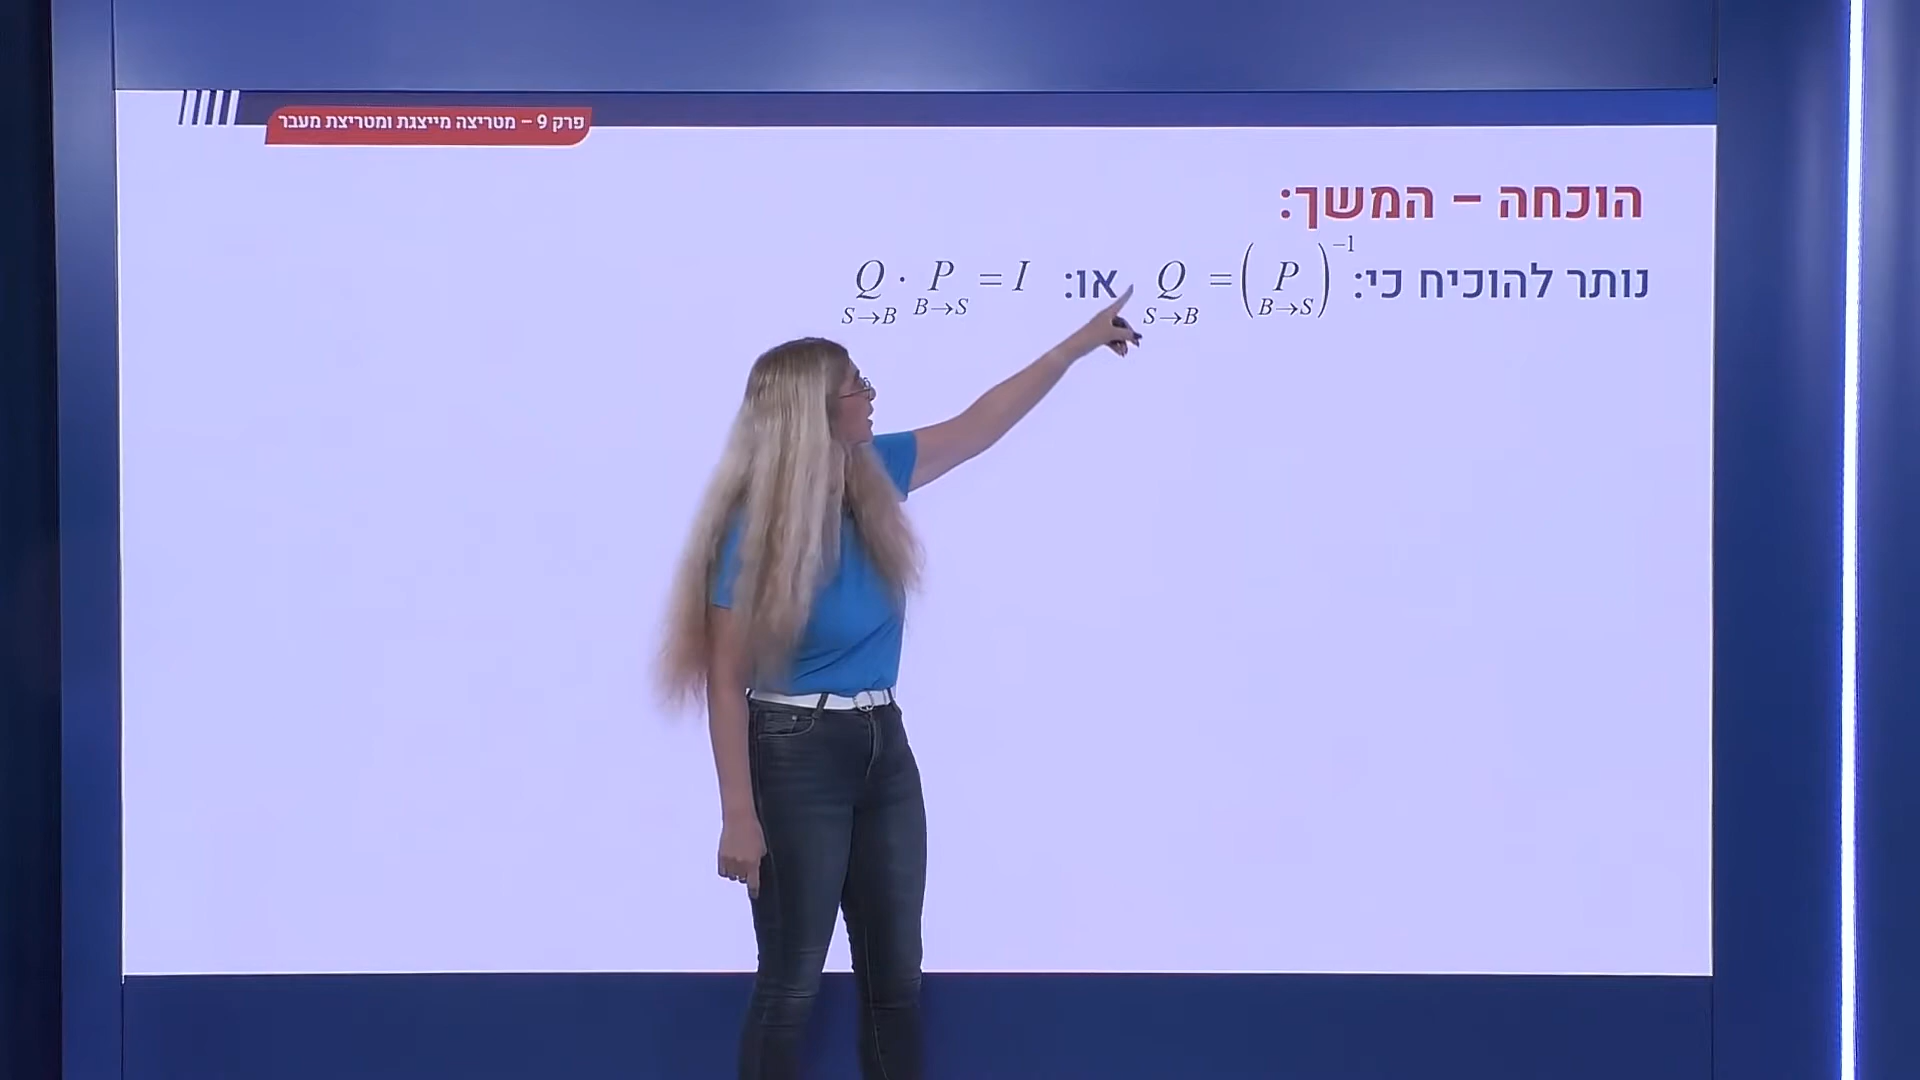 פרק 9 – מטריצה מייצגת ומטריצת מעבר
הוכחה – המשך:
נותר להוכיח כי: Q_{S→B} = (P_{B→S})^{-1} או: Q_{S→B} · P_{B→S} = I